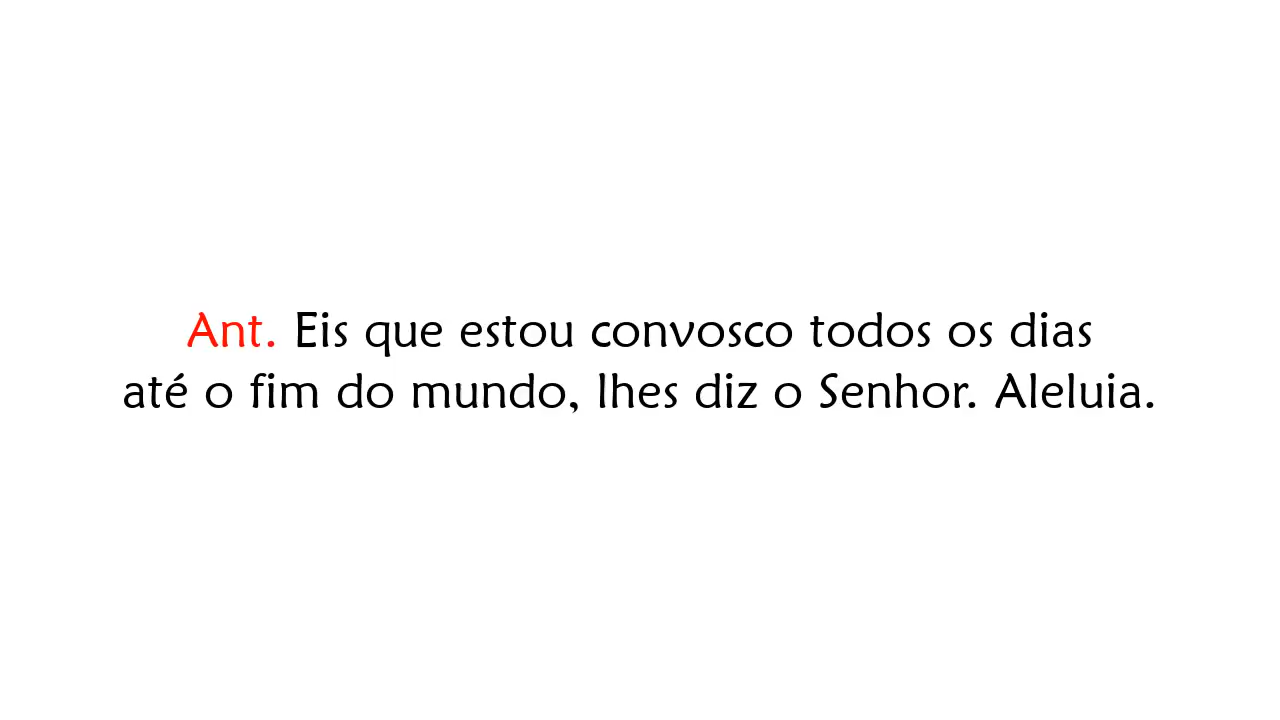 Ant. Eis que estou convosco todos os dias
até o fim do mundo, lhes diz o Senhor. Aleluia.